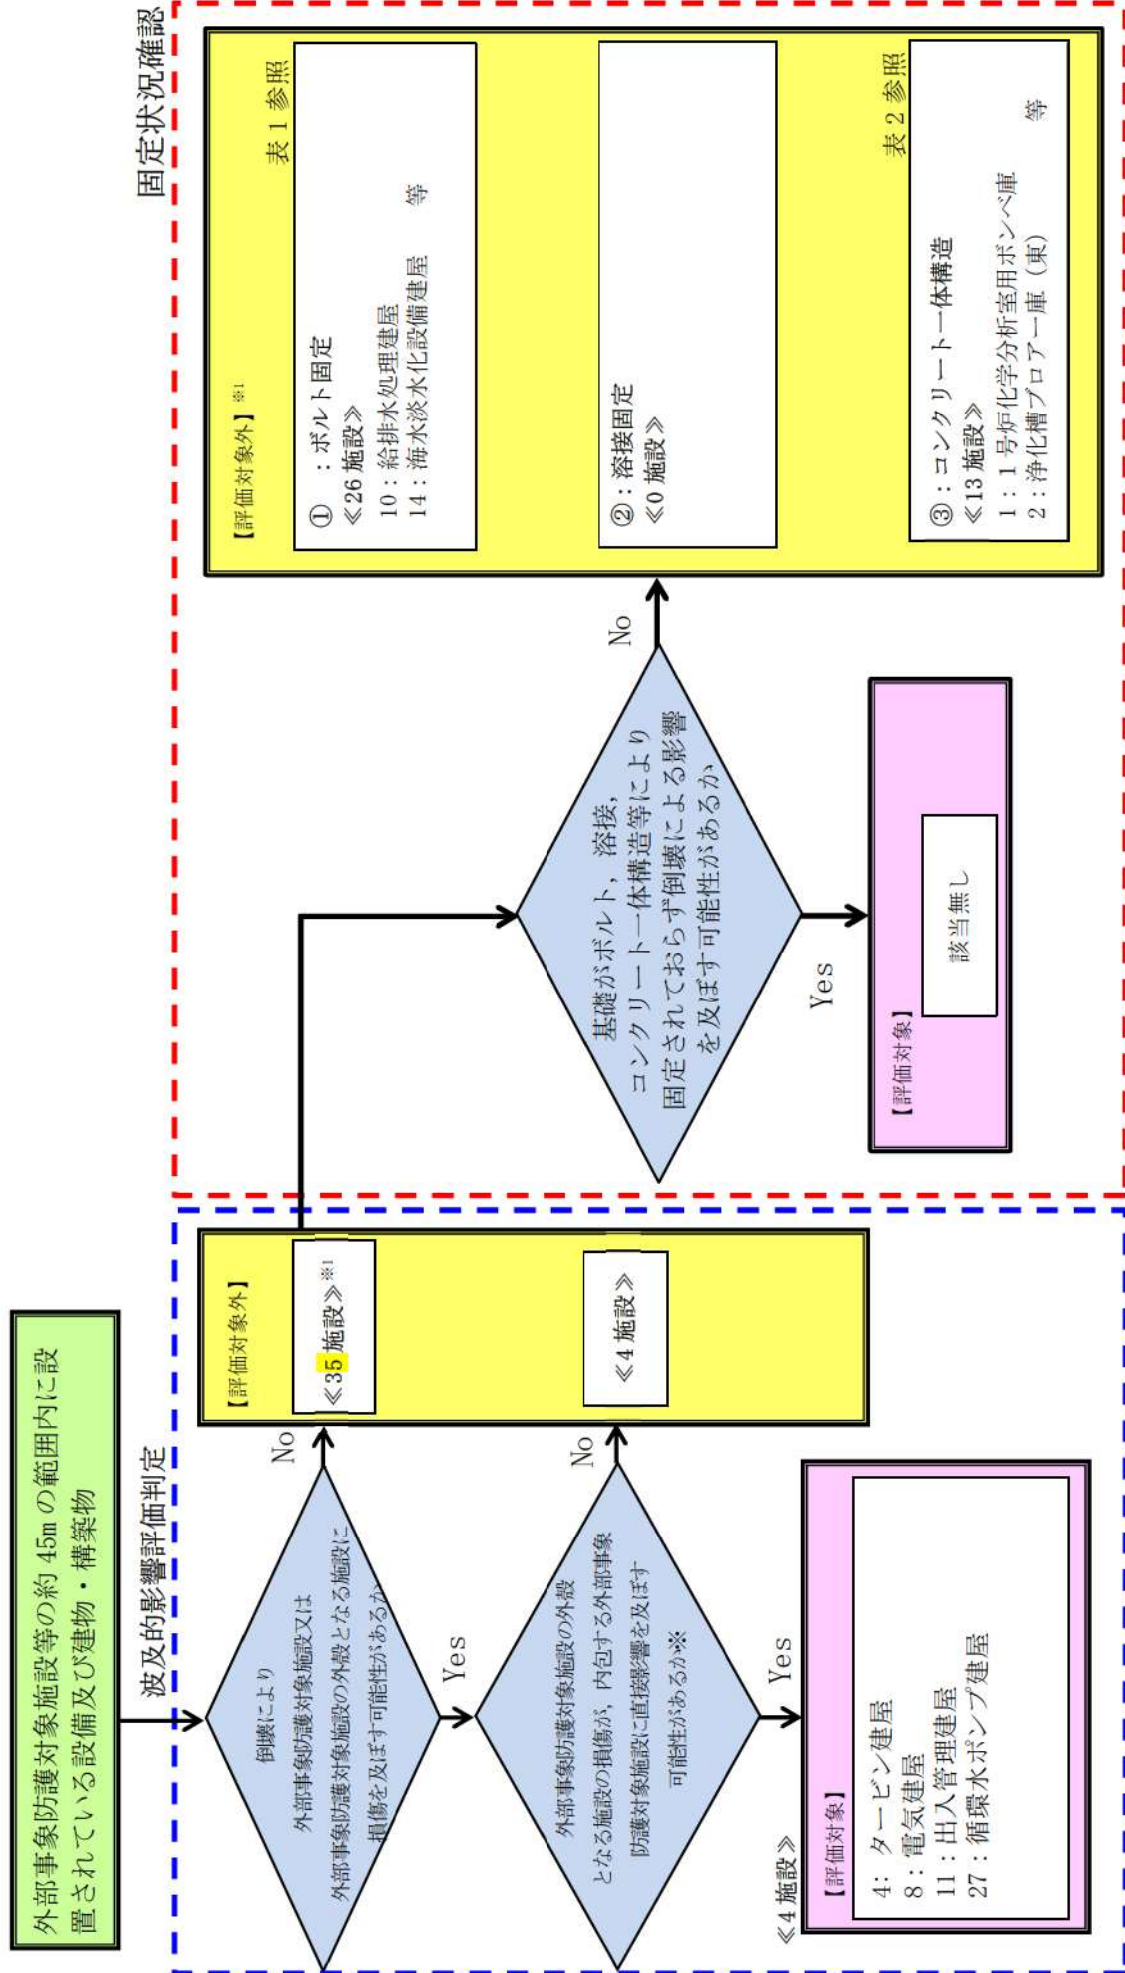 外部事象防護対象施設等の約 45m の範囲内に設
置されている設備及び建物・構築物
波及的影響評価判定
倒壊により
外部事象防護対象施設又は
外部事象防護対象施設の外殻となる施設に
損傷を及ぼす可能性があるか
No
Yes
外部事象防護対象施設の外殻
となる施設の損傷が，内包する外部事象
防護対象施設に直接影響を及ぼす
可能性があるか※
No
Yes
【評価対象外】
≪35 施設≫※1
≪4 施設≫
≪4 施設≫
【評価対象】
4: タービン建屋
8：電気建屋
11：出入管理建屋
27：循環水ポンプ建屋
固定状況確認
基礎がボルト，溶接，
コンクリート一体構造等により
固定されておらず倒壊による影響
を及ぼす可能性があるか
No
Yes
【評価対象】
該当無し
【評価対象外】※1
表 1 参照
① ：ボルト固定
≪26 施設≫
10：給排水処理建屋
14：海水淡水化設備建屋　等
②：溶接固定
≪0 施設≫
表 2 参照
③：コンクリート一体構造
≪13 施設≫
1：1 号炉化学分析室用ボンベ庫
2：浄化槽ブロアー庫（東）　等